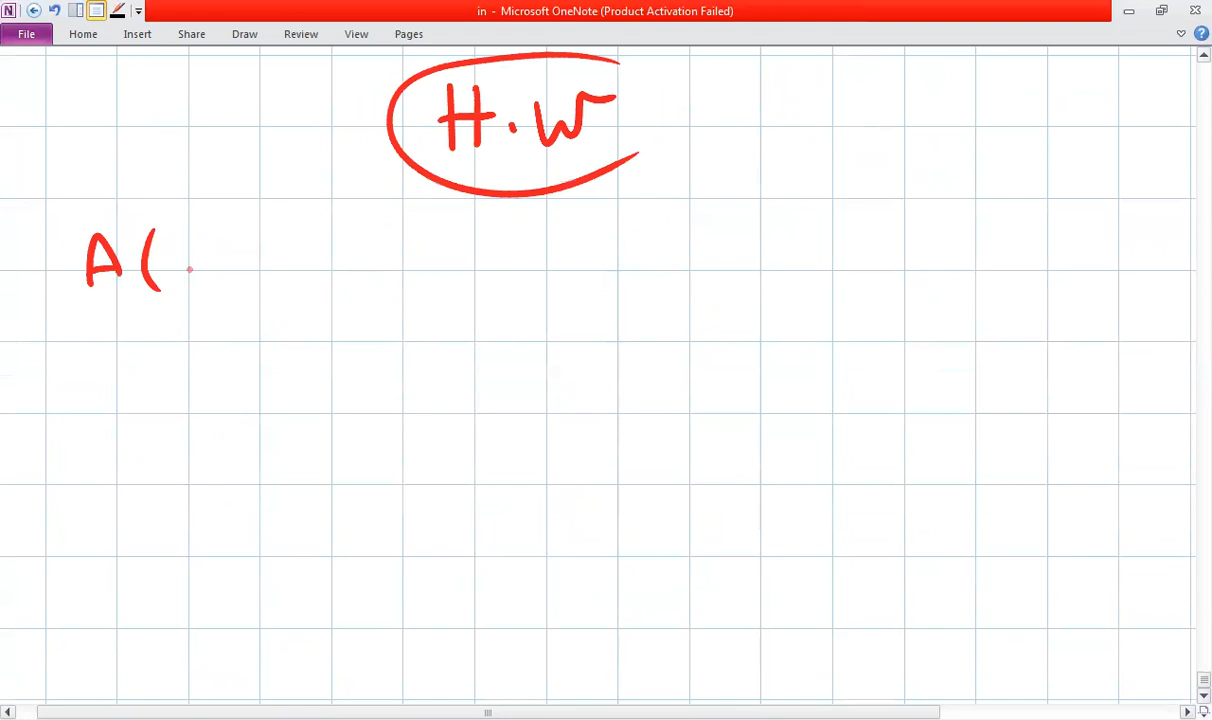 in - Microsoft OneNote (Product Activation Failed)
File Home Insert Share Draw Review View Pages
H.W
A(